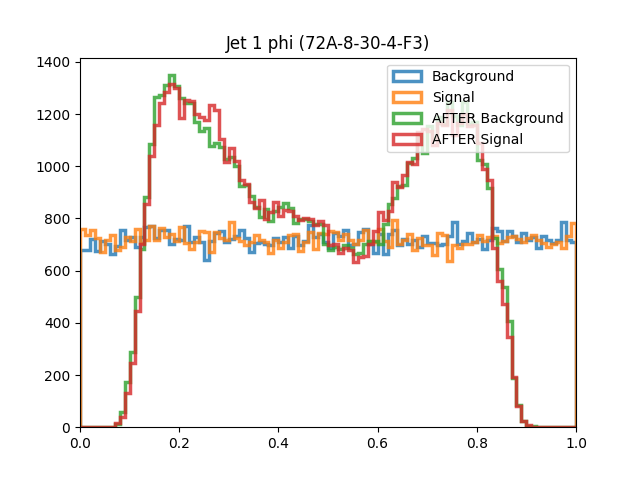 Jet 1 phi (72A-8-30-4-F3)
Background
Signal
AFTER Background
AFTER Signal
1400
1200
1000
800
600
400
200
0
0.0 0.2 0.4 0.6 0.8 1.0